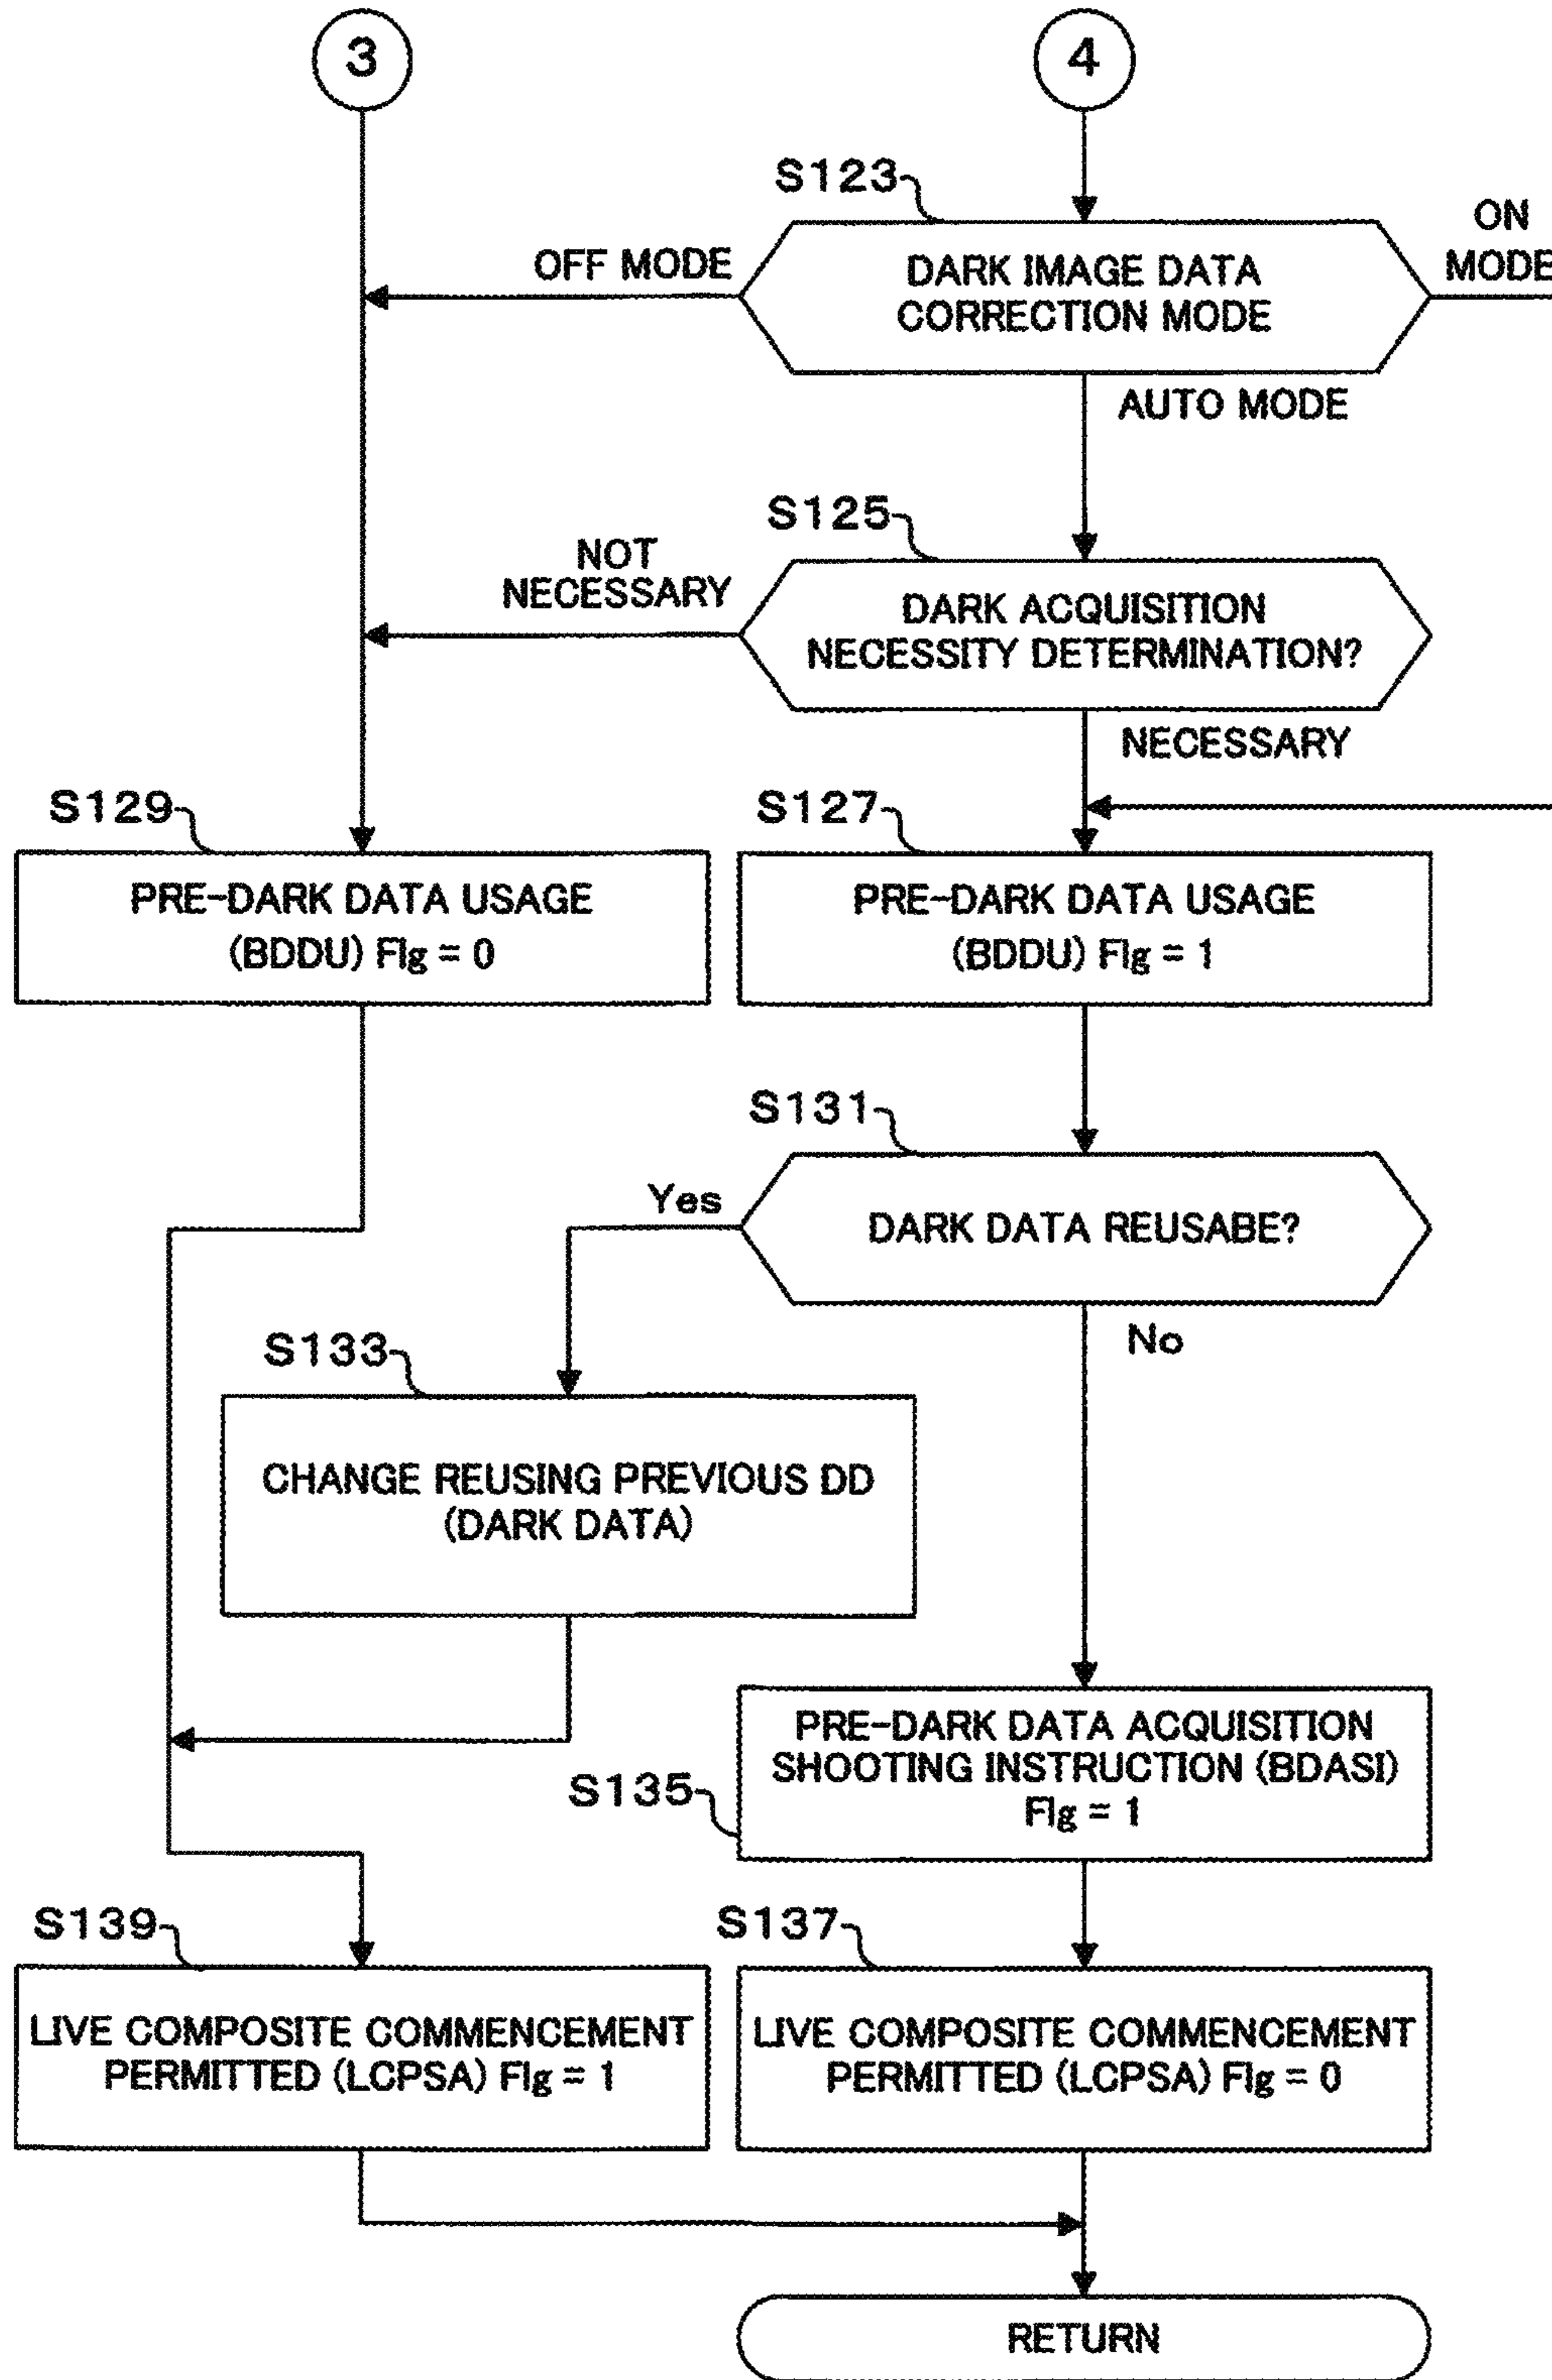 3
4
S123
ON
MODE
OFF MODE
DARK IMAGE DATA
CORRECTION MODE
AUTO MODE
S125
NOT
NECESSARY
DARK ACQUISITION
NECESSITY DETERMINATION?
NECESSARY
S129
S127
PRE-DARK DATA USAGE
(BDDU) Flg = 0
PRE-DARK DATA USAGE
(BDDU) Flg = 1
S131
Yes
DARK DATA REUSABE?
No
S133
CHANGE REUSING PREVIOUS DD
(DARK DATA)
S135
PRE-DARK DATA ACQUISITION
SHOOTING INSTRUCTION (BDASI)
Flg = 1
S139
S137
LIVE COMPOSITE COMMENCEMENT
PERMITTED (LCPSA) Flg = 1
LIVE COMPOSITE COMMENCEMENT
PERMITTED (LCPSA) Flg = 0
RETURN